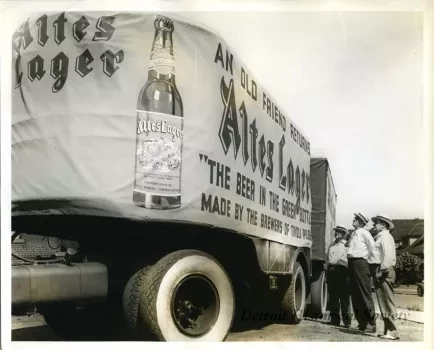 Altes
Lager
Altes Lager
AN OLD FRIEND RETURNS
Altes Lager
"THE BEER IN THE GREEN BOTTLE"
MADE BY THE BREWERS OF TIVOLI
Detroit Historical Society